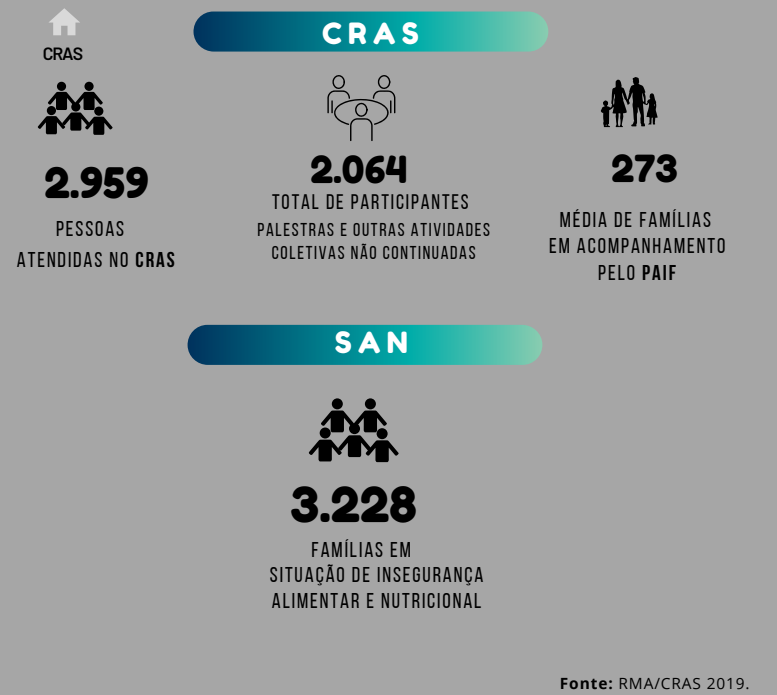 CRAS
CRAS
2.959
PESSOAS
ATENDIDAS NO CRAS
2.064
TOTAL DE PARTICIPANTES
PALESTRAS E OUTRAS ATIVIDADES
COLETIVAS NÃO CONTINUADAS
273
MÉDIA DE FAMÍLIAS
EM ACOMPANHAMENTO
PELO PAIF
SAN
3.228
FAMÍLIAS EM
SITUAÇÃO DE INSEGURANÇA
ALIMENTAR E NUTRICIONAL
Fonte: RMA/CRAS 2019.